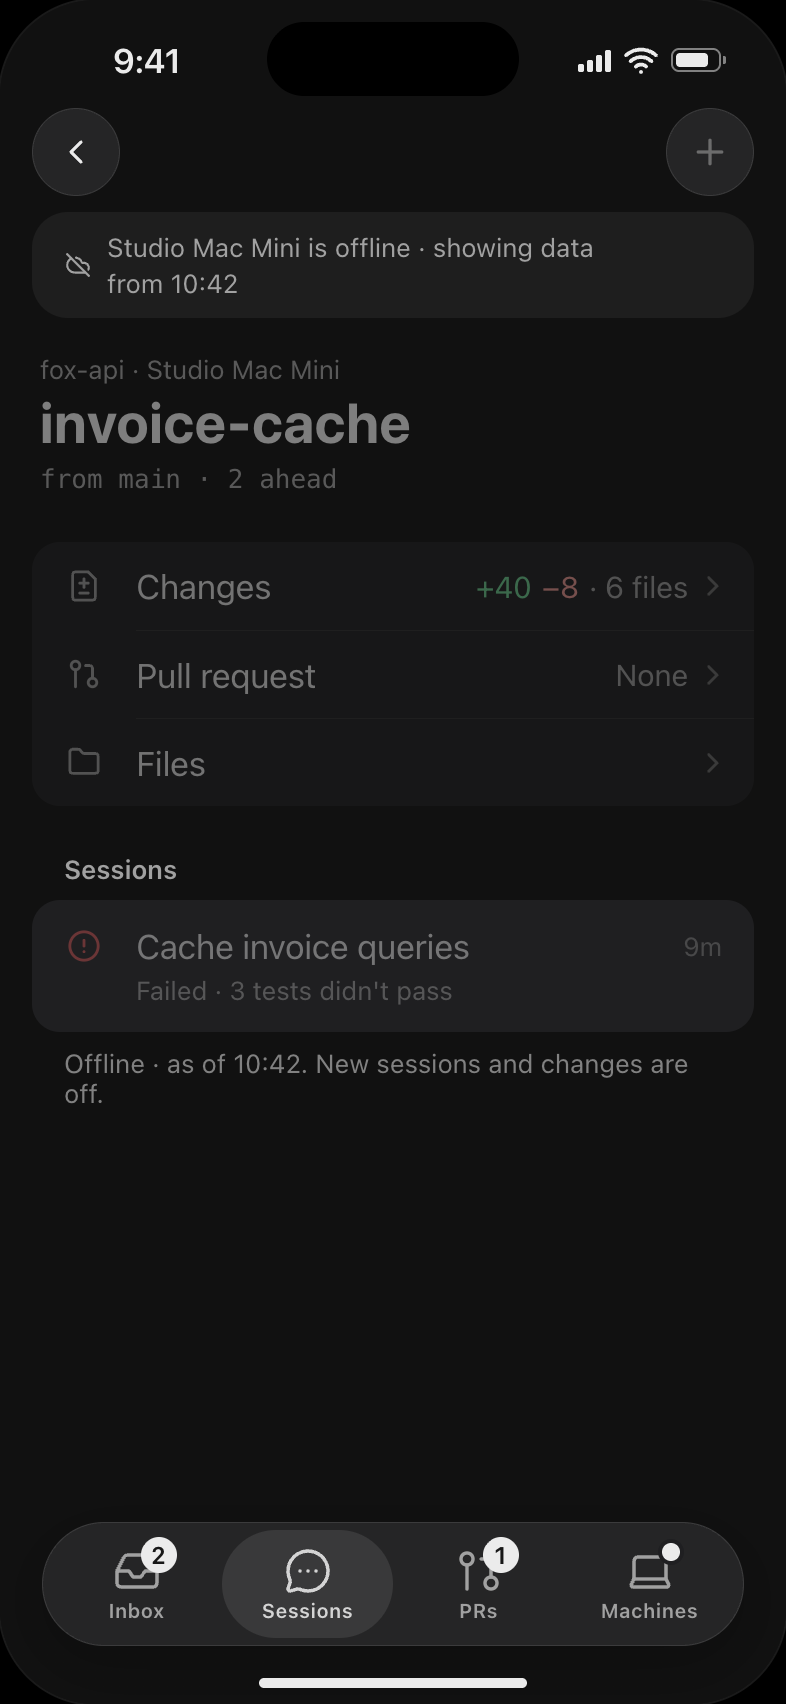 9:41
Studio Mac Mini is offline · showing data
from 10:42
fox-api · Studio Mac Mini
invoice-cache
from main · 2 ahead
Changes +40 −8 · 6 files
Pull request None
Files
Sessions
Cache invoice queries 9m
Failed · 3 tests didn't pass
Offline · as of 10:42. New sessions and changes are
off.
2 1
Inbox Sessions PRs Machines